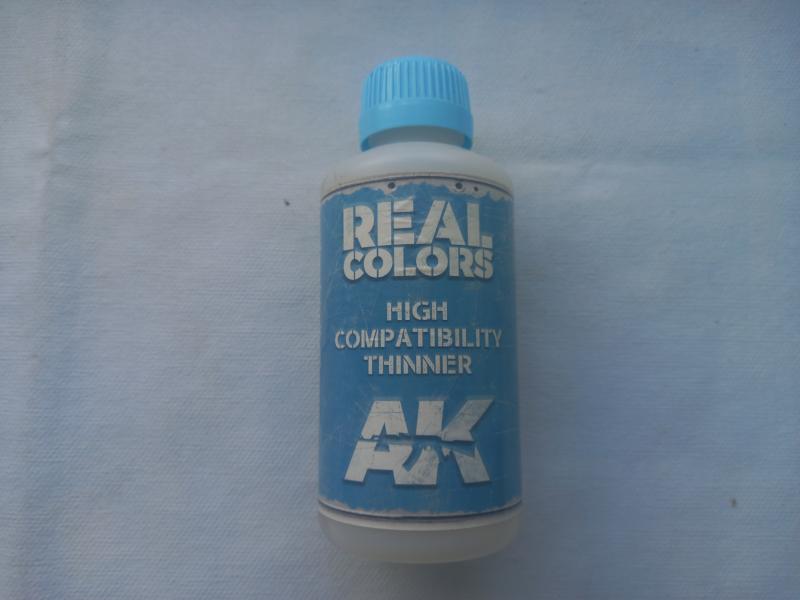 REAL
COLORS
HIGH
COMPATIBILITY
THINNER
AK